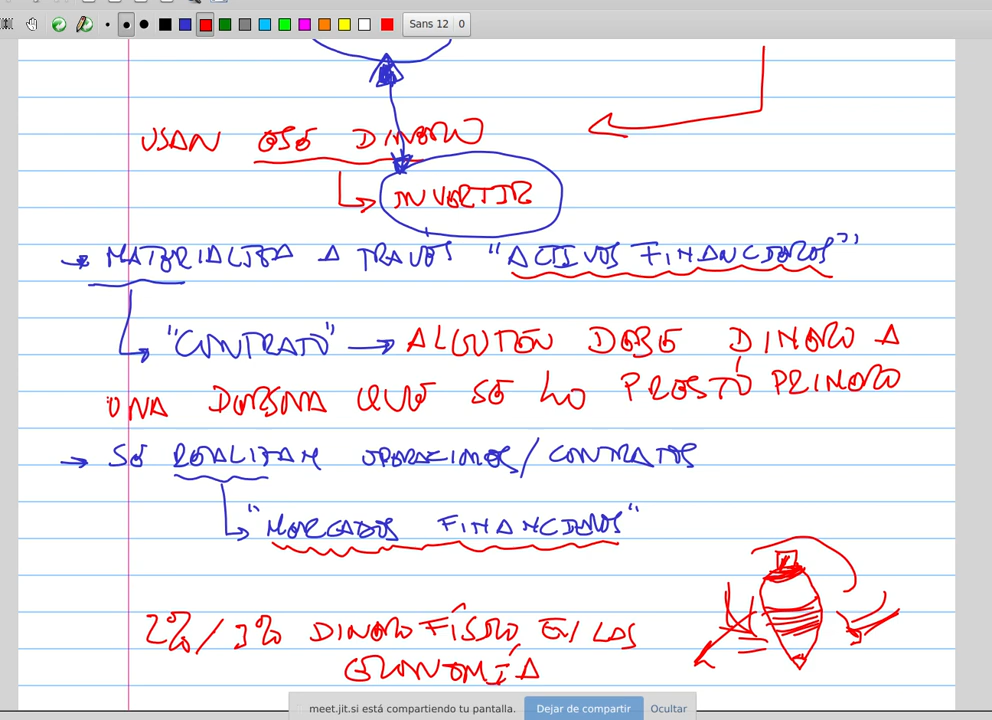 Sans 12 0
USAN ESE DINERO
INVERTIR
→ MATERIALIZA A TRAVÉS "ACTIVOS FINANCIEROS"
"CONTRATO" → ALGUIEN DEBE DINERO A
UNA PERSONA QUE SE LO PRESTÓ PRIMERO
→ SE REALIZAN OPERACIONES/CONTRATOS
"MERCADOS FINANCIEROS"
2%/3% DINERO FÍSICO EN LAS
ECONOMÍA
meet.jit.si está compartiendo tu pantalla. Dejar de compartir Ocultar